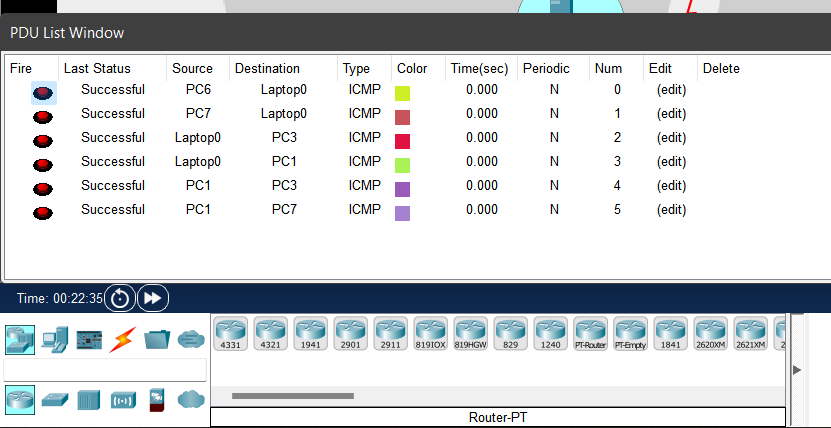 PDU List Window
Fire Last Status Source Destination Type Color Time(sec) Periodic Num Edit Delete
Successful PC6 Laptop0 ICMP 0.000 N 0 (edit)
Successful PC7 Laptop0 ICMP 0.000 N 1 (edit)
Successful Laptop0 PC3 ICMP 0.000 N 2 (edit)
Successful Laptop0 PC1 ICMP 0.000 N 3 (edit)
Successful PC1 PC3 ICMP 0.000 N 4 (edit)
Successful PC1 PC7 ICMP 0.000 N 5 (edit)
Time: 00:22:35
4331 4321 1941 2901 2911 819IOX 819HGW 829 1240 PT-Router PT-Empty 1841 2620XM 2621XM 2
Router-PT